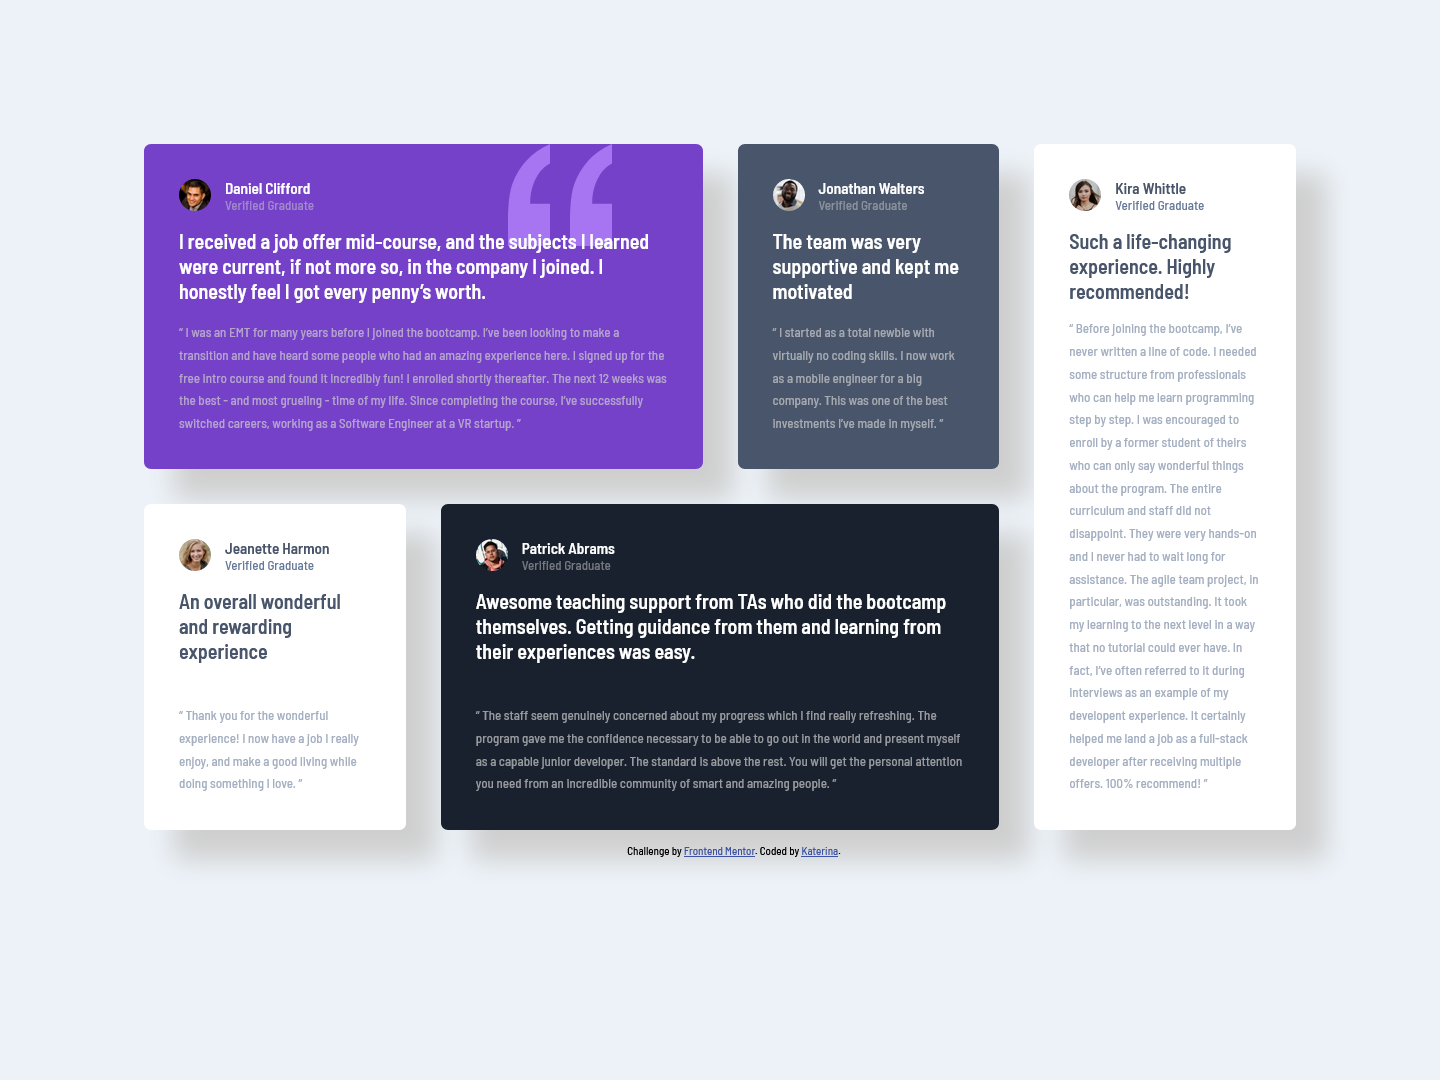 Daniel Clifford
Verified Graduate
I received a job offer mid-course, and the subjects I learned
were current, if not more so, in the company I joined. I
honestly feel I got every penny’s worth.
“ I was an EMT for many years before I joined the bootcamp. I’ve been looking to make a
transition and have heard some people who had an amazing experience here. I signed up for the
free intro course and found it incredibly fun! I enrolled shortly thereafter. The next 12 weeks was
the best - and most grueling - time of my life. Since completing the course, I’ve successfully
switched careers, working as a Software Engineer at a VR startup. ”
Jonathan Walters
Verified Graduate
The team was very
supportive and kept me
motivated
“ I started as a total newbie with
virtually no coding skills. I now work
as a mobile engineer for a big
company. This was one of the best
investments I’ve made in myself. ”
Kira Whittle
Verified Graduate
Such a life-changing
experience. Highly
recommended!
“ Before joining the bootcamp, I’ve
never written a line of code. I needed
some structure from professionals
who can help me learn programming
step by step. I was encouraged to
enroll by a former student of theirs
who can only say wonderful things
about the program. The entire
curriculum and staff did not
disappoint. They were very hands-on
and I never had to wait long for
assistance. The agile team project, in
particular, was outstanding. It took
my learning to the next level in a way
that no tutorial could ever have. In
fact, I’ve often referred to it during
interviews as an example of my
developent experience. It certainly
helped me land a job as a full-stack
developer after receiving multiple
offers. 100% recommend! ”
Jeanette Harmon
Verified Graduate
An overall wonderful
and rewarding
experience
“ Thank you for the wonderful
experience! I now have a job I really
enjoy, and make a good living while
doing something I love. ”
Patrick Abrams
Verified Graduate
Awesome teaching support from TAs who did the bootcamp
themselves. Getting guidance from them and learning from
their experiences was easy.
“ The staff seem genuinely concerned about my progress which I find really refreshing. The
program gave me the confidence necessary to be able to go out in the world and present myself
as a capable junior developer. The standard is above the rest. You will get the personal attention
you need from an incredible community of smart and amazing people. ”
Challenge by Frontend Mentor. Coded by Katerina.